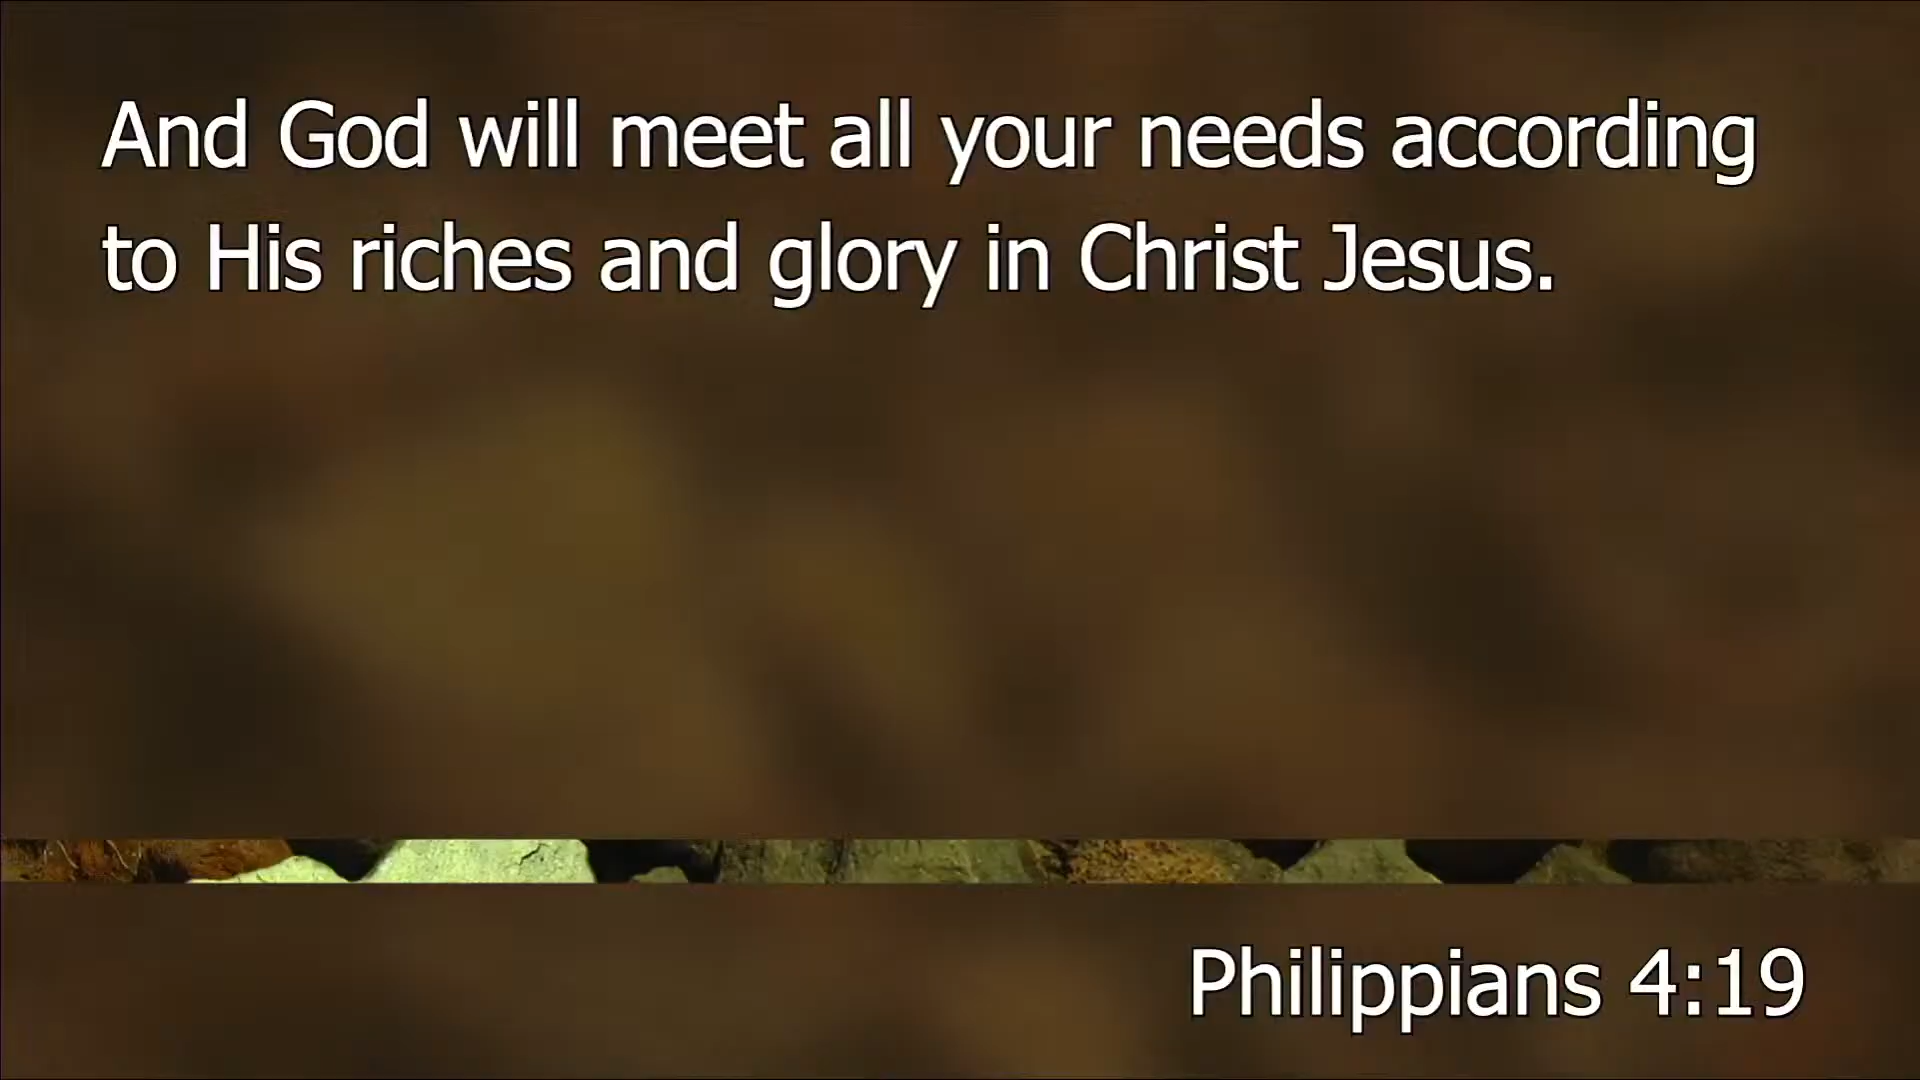 And God will meet all your needs according
to His riches and glory in Christ Jesus.
Philippians 4:19